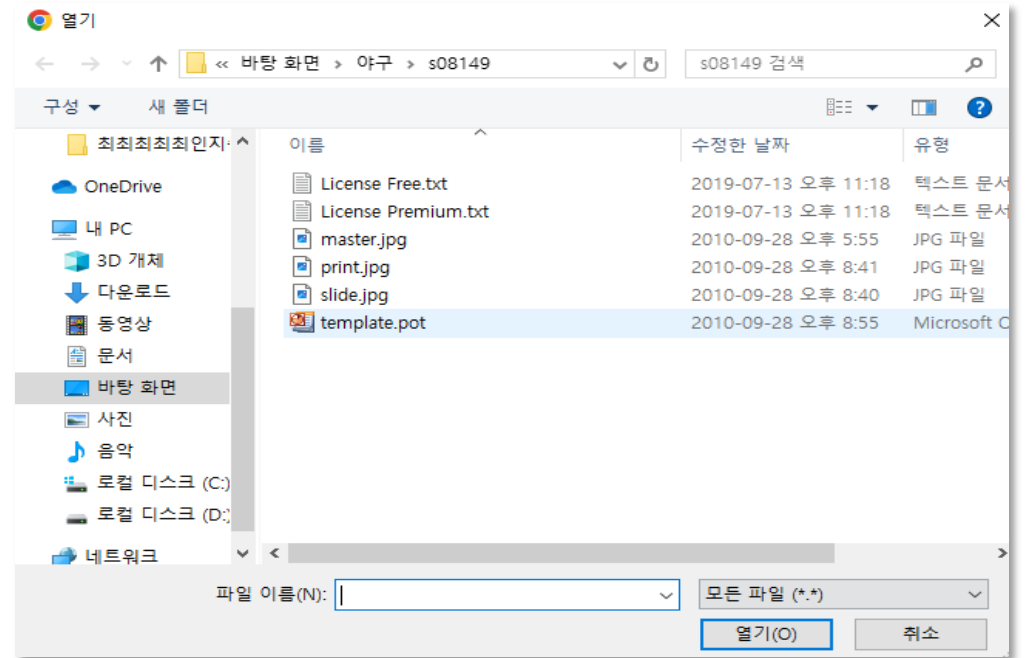 열기
« 바탕 화면 › 야구 › s08149
s08149 검색
구성
새 폴더
최최최최최인지
OneDrive
내 PC
3D 개체
다운로드
동영상
문서
바탕 화면
사진
음악
로컬 디스크 (C:)
로컬 디스크 (D:)
네트워크
이름 수정한 날짜 유형
License Free.txt 2019-07-13 오후 11:18 텍스트 문서
License Premium.txt 2019-07-13 오후 11:18 텍스트 문서
master.jpg 2010-09-28 오후 5:55 JPG 파일
print.jpg 2010-09-28 오후 8:41 JPG 파일
slide.jpg 2010-09-28 오후 8:40 JPG 파일
template.pot 2010-09-28 오후 8:55 Microsoft
파일 이름(N):
모든 파일 (*.*)
열기(O)
취소